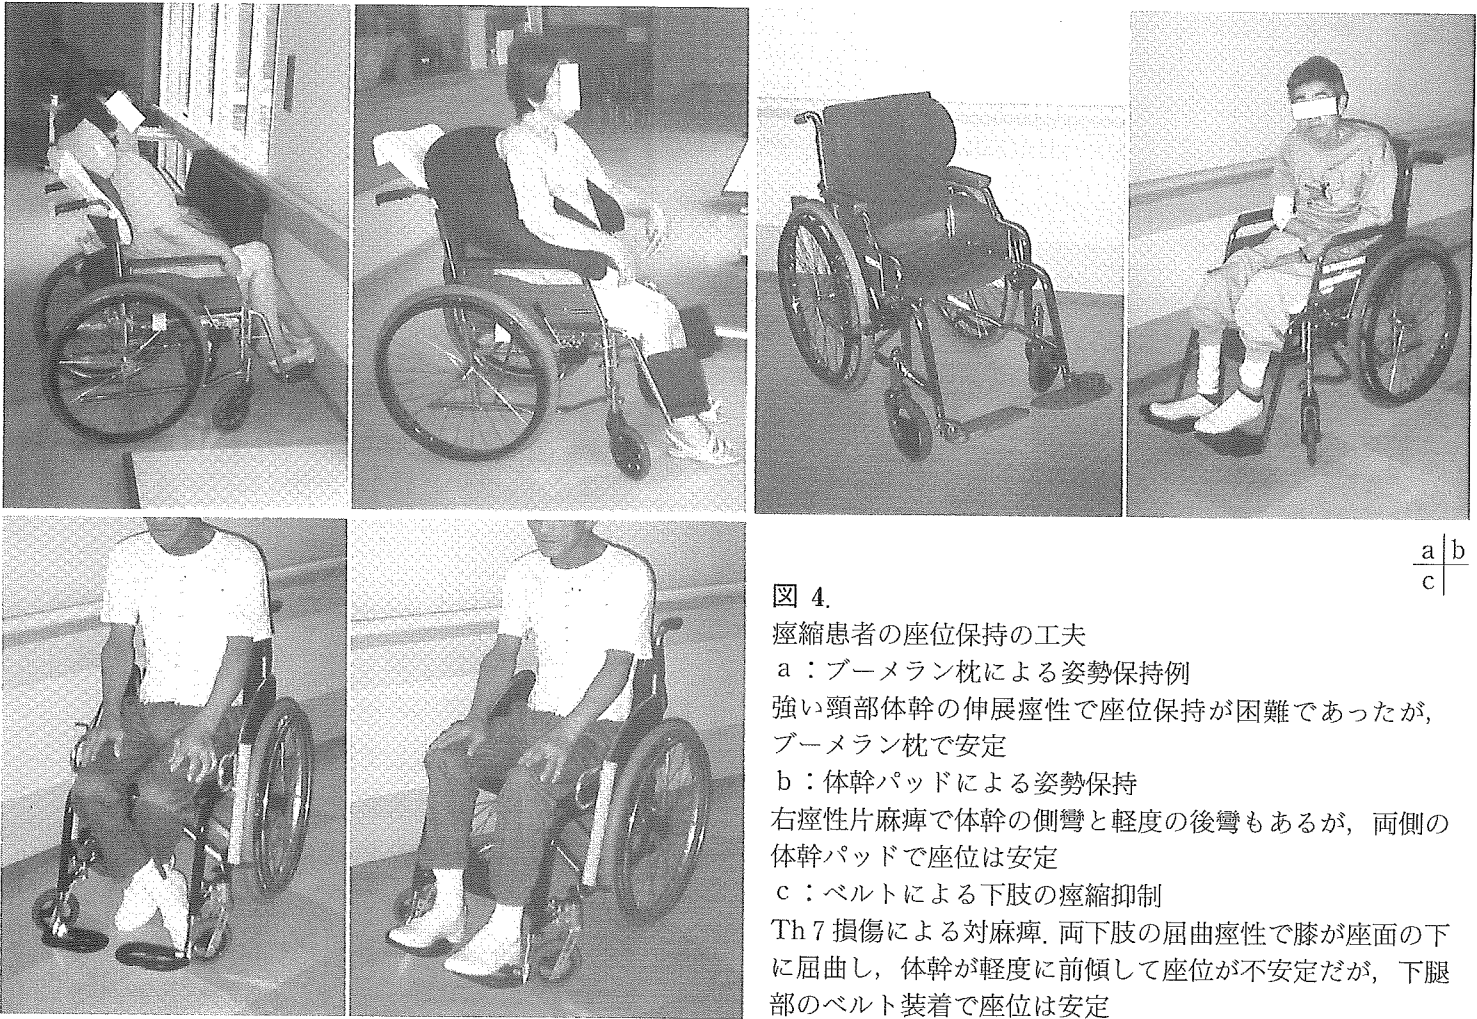 a b
c
図 4.
痙縮患者の座位保持の工夫
a：ブーメラン枕による姿勢保持例
強い頸部体幹の伸展痙性で座位保持が困難であったが，
ブーメラン枕で安定
b：体幹パッドによる姿勢保持
右痙性片麻痺で体幹の側彎と軽度の後彎もあるが，両側の
体幹パッドで座位は安定
c：ベルトによる下肢の痙縮抑制
Th 7 損傷による対麻痺．両下肢の屈曲痙性で膝が座面の下
に屈曲し，体幹が軽度に前傾して座位が不安定だが，下腿
部のベルト装着で座位は安定